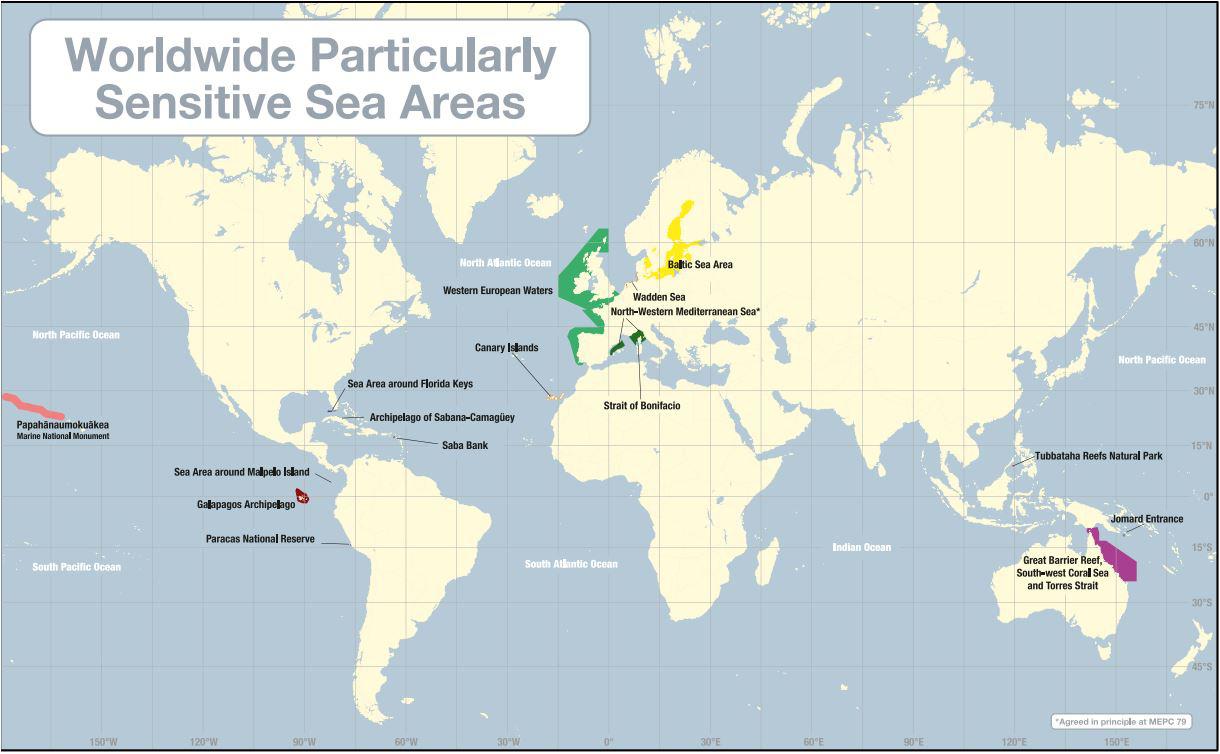 Worldwide Particularly
Sensitive Sea Areas
75°N
60°N
North Atlantic Ocean
Baltic Sea Area
Western European Waters
Wadden Sea
North-Western Mediterranean Sea*
North Pacific Ocean
45°N
Canary Islands
North Pacific Ocean
Sea Area around Florida Keys
30°N
Strait of Bonifacio
Archipelago of Sabana-Camagüey
Papahānaumokuākea
Marine National Monument
Saba Bank
15°N
Tubbataha Reefs Natural Park
Sea Area around Malpelo Island
0°
Galapagos Archipelago
Jomard Entrance
Paracas National Reserve
Indian Ocean
15°S
South Pacific Ocean
South Atlantic Ocean
Great Barrier Reef,
South-west Coral Sea
and Torres Strait
30°S
45°S
*Agreed in principle at MEPC 79
150°W
120°W
90°W
60°W
30°W
0°
30°E
60°E
90°E
120°E
150°E